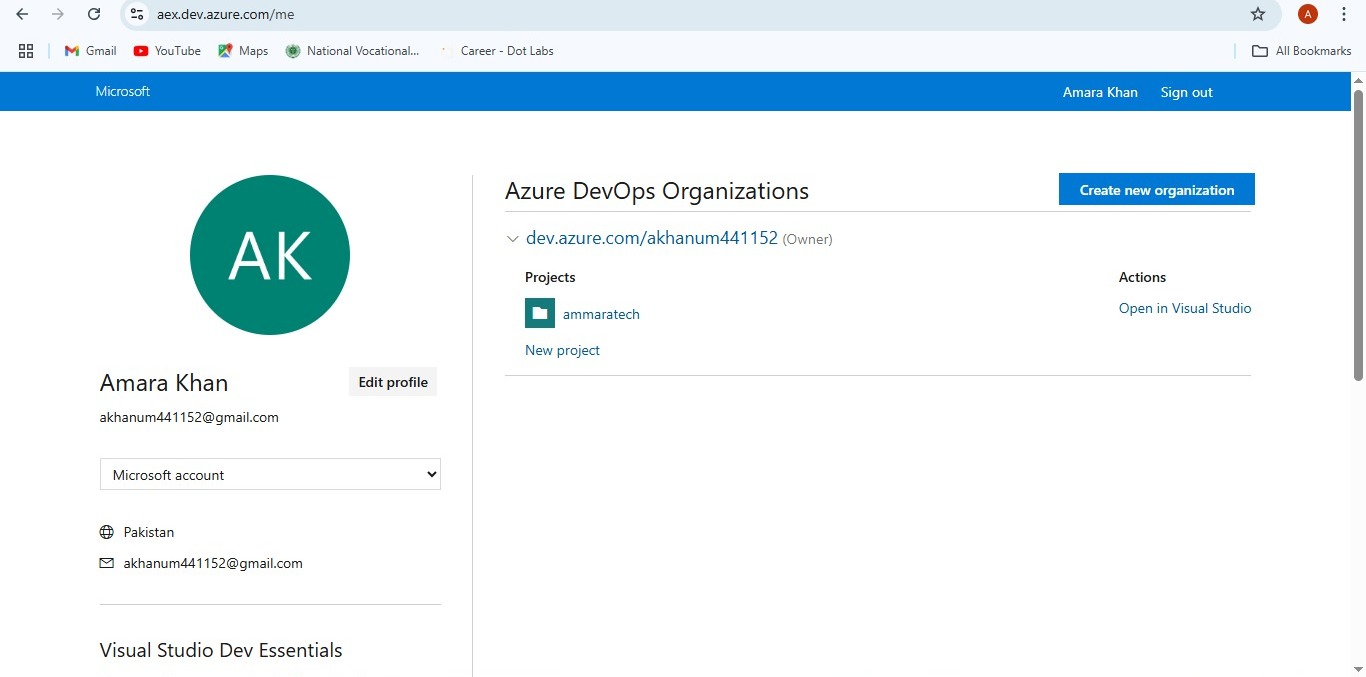 aex.dev.azure.com/me
A
Gmail
YouTube
Maps
National Vocational...
Career - Dot Labs
All Bookmarks
Microsoft
Amara Khan
Sign out
AK
Amara Khan
Edit profile
akhanum441152@gmail.com
Microsoft account
Pakistan
akhanum441152@gmail.com
Visual Studio Dev Essentials
Azure DevOps Organizations
Create new organization
dev.azure.com/akhanum441152 (Owner)
Projects
Actions
ammaratech
Open in Visual Studio
New project